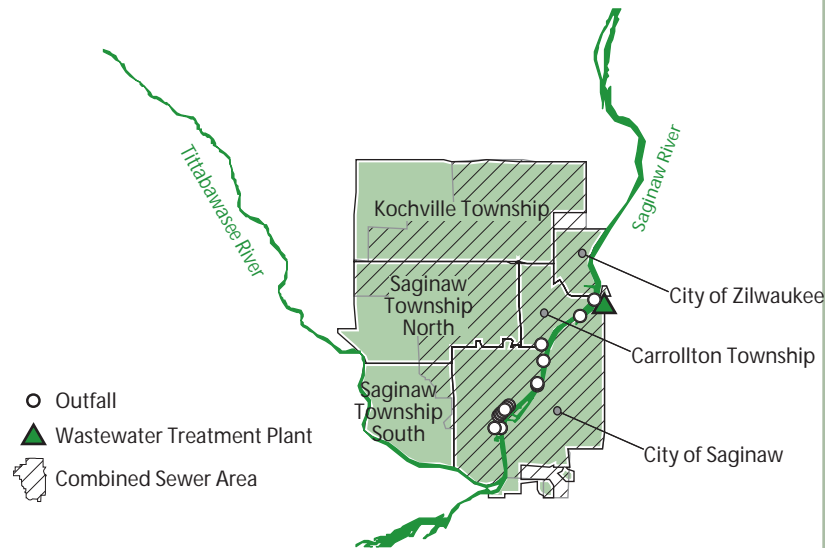 Tittabawasee River
Saginaw River
Kochville Township
Saginaw
Township
North
City of Zilwaukee
Carrollton Township
Saginaw
Township
South
City of Saginaw
Outfall
Wastewater Treatment Plant
Combined Sewer Area